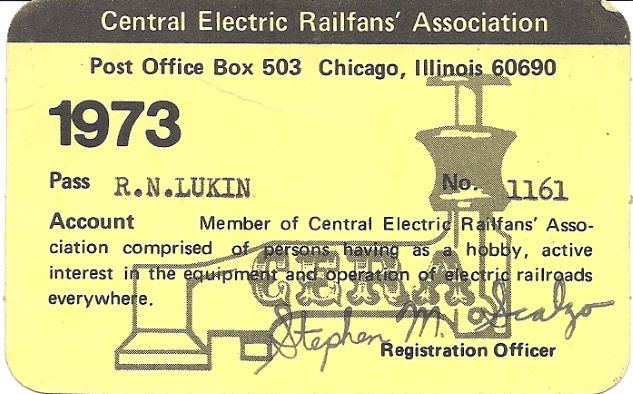 Central Electric Railfans' Association
Post Office Box 503 Chicago, Illinois 60690
1973
Pass R.N.LUKIN No. 1161
Account Member of Central Electric Railfans' Asso-
ciation comprised of persons having as a hobby, active
interest in the equipment and operation of electric railroads
everywhere.
CERA
Stephen M. Scalzo
Registration Officer